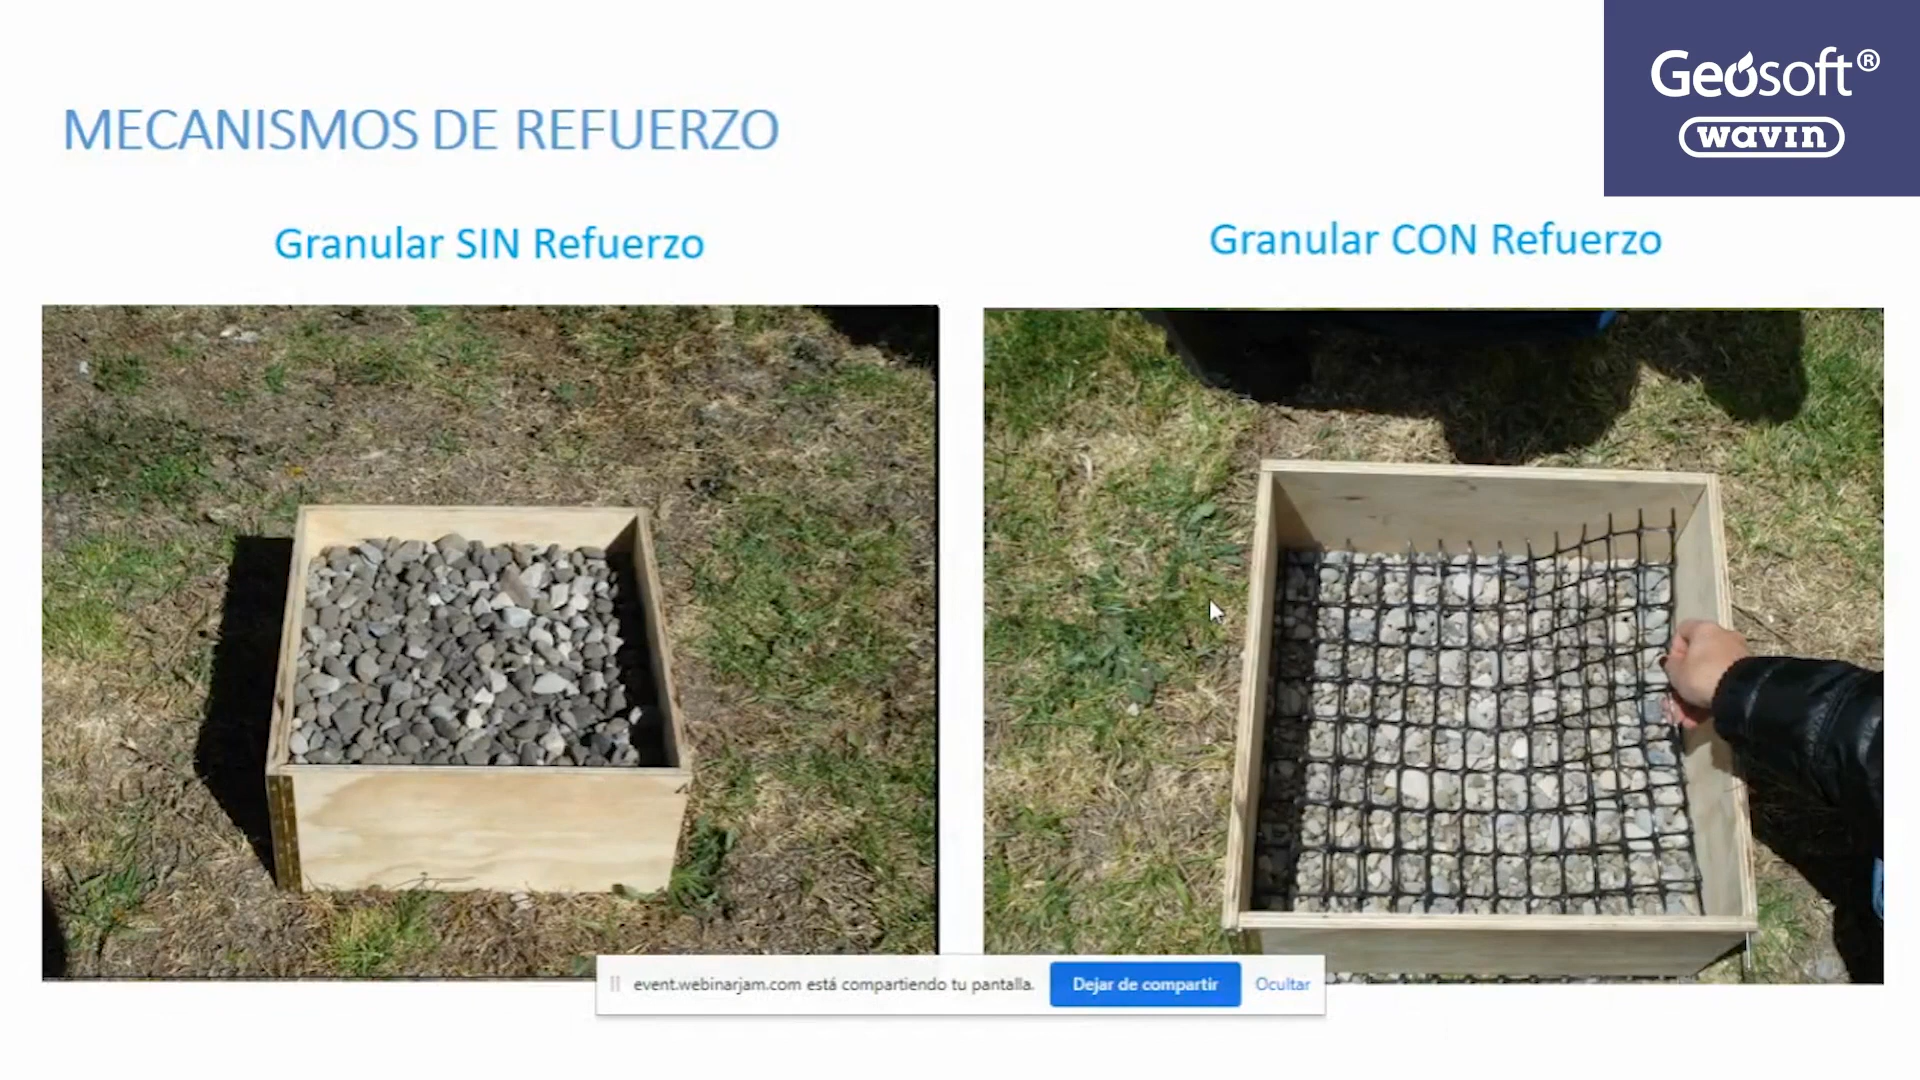 Geosoft®
wavin
MECANISMOS DE REFUERZO
Granular SIN Refuerzo
Granular CON Refuerzo
event.webinarjam.com está compartiendo tu pantalla.
Dejar de compartir
Ocultar